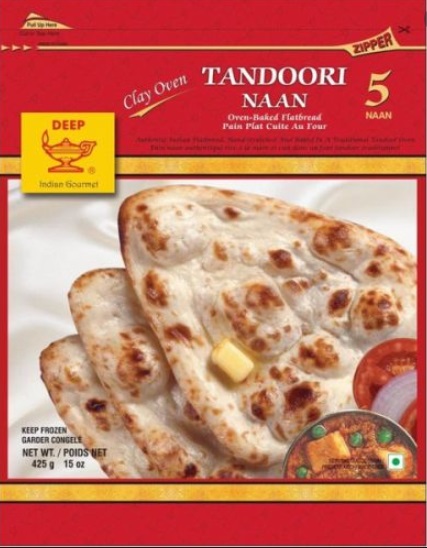 Pull Up Here
ZIPPER
Clay Oven
TANDOORI
NAAN
5
NAAN
Oven-Baked Flatbread
Pain Plat Cuite Au Four
DEEP
®
Indian Gourmet
KEEP FROZEN
GARDER CONGELÉ
NET WT. / POIDS NET
425 g 15 oz